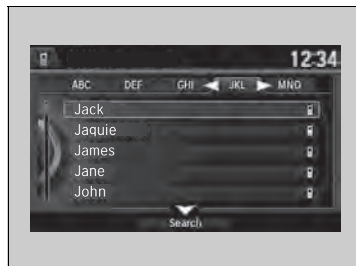 12:34
ABC DEF GHI JKL MNO
Jack
Jaquie
James
Jane
John
Search